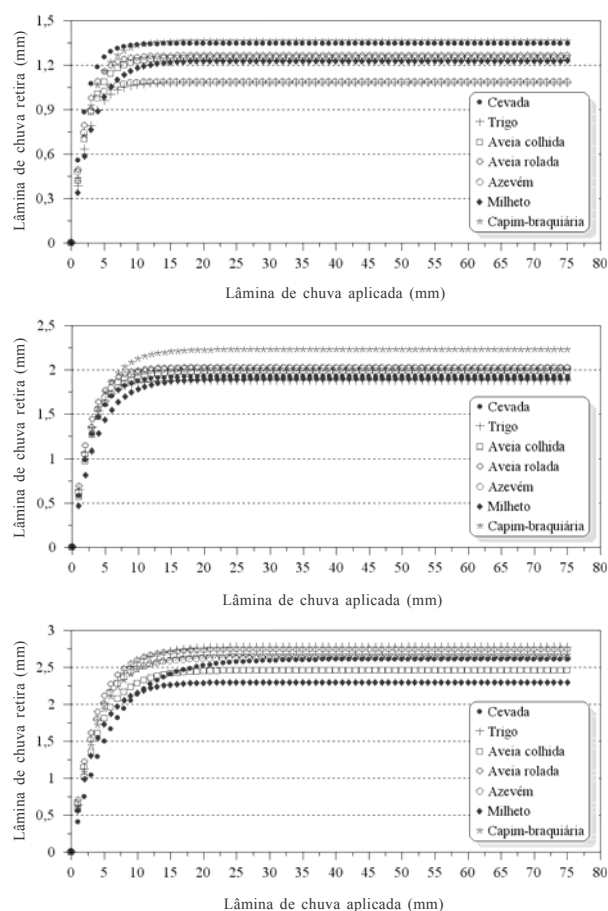 1,5
1,2
0,9
0,6
0,3
0
Lâmina de chuva retira (mm)
Cevada
Trigo
Aveia colhida
Aveia rolada
Azevém
Milheto
Capim-braquiária
0 5 10 15 20 25 30 35 40 45 50 55 60 65 70 75 80
Lâmina de chuva aplicada (mm)
2,5
2
1,5
1
0,5
0
Lâmina de chuva retira (mm)
Cevada
Trigo
Aveia colhida
Aveia rolada
Azevém
Milheto
Capim-braquiária
0 5 10 15 20 25 30 35 40 45 50 55 60 65 70 75 80
Lâmina de chuva aplicada (mm)
3
2,5
2
1,5
1
0,5
0
Lâmina de chuva retira (mm)
Cevada
Trigo
Aveia colhida
Aveia rolada
Azevém
Milheto
Capim-braquiária
0 5 10 15 20 25 30 35 40 45 50 55 60 65 70 75 80
Lâmina de chuva aplicada (mm)